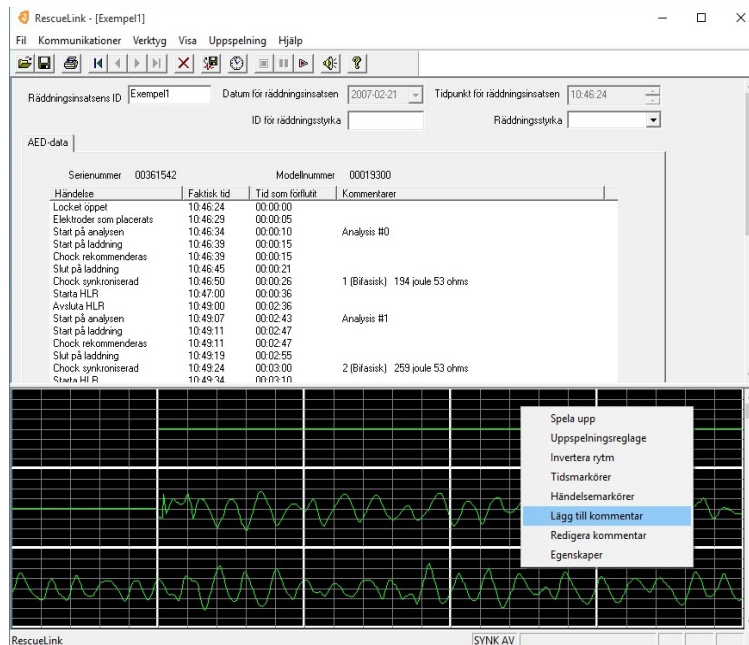 RescueLink - [Exempel1]
Fil Kommunikationer Verktyg Visa Uppspelning Hjälp
Räddningsinsatsens ID Exempel1 Datum för räddningsinsatsen 2007-02-21 Tidpunkt för räddningsinsatsen 10:46:24
ID för räddningsstyrka Räddningsstyrka
AED-data
Serienummer 00361542 Modellnummer 00019300
Händelse Faktisk tid Tid som förflutit Kommentarer
Locket öppet 10:46:24 00:00:00
Elektroder som placerats 10:46:29 00:00:05
Start på analysen 10:46:34 00:00:10 Analysis #0
Start på laddning 10:46:39 00:00:15
Chock rekommenderas 10:46:39 00:00:15
Slut på laddning 10:46:45 00:00:21
Chock synkroniserad 10:46:50 00:00:26 1 (Bifasisk) 194 joule 53 ohms
Starta HLR 10:47:00 00:00:36
Avsluta HLR 10:49:00 00:02:36
Start på analysen 10:49:07 00:02:43 Analysis #1
Start på laddning 10:49:11 00:02:47
Chock rekommenderas 10:49:11 00:02:47
Slut på laddning 10:49:19 00:02:55
Chock synkroniserad 10:49:24 00:03:00 2 (Bifasisk) 259 joule 53 ohms
Starta HLR 10:49:34 00:03:10
Spela upp
Uppspelningsreglage
Invertera rytm
Tidsmarkörer
Händelsemarkörer
Lägg till kommentar
Redigera kommentar
Egenskaper
RescueLink SYNK AV